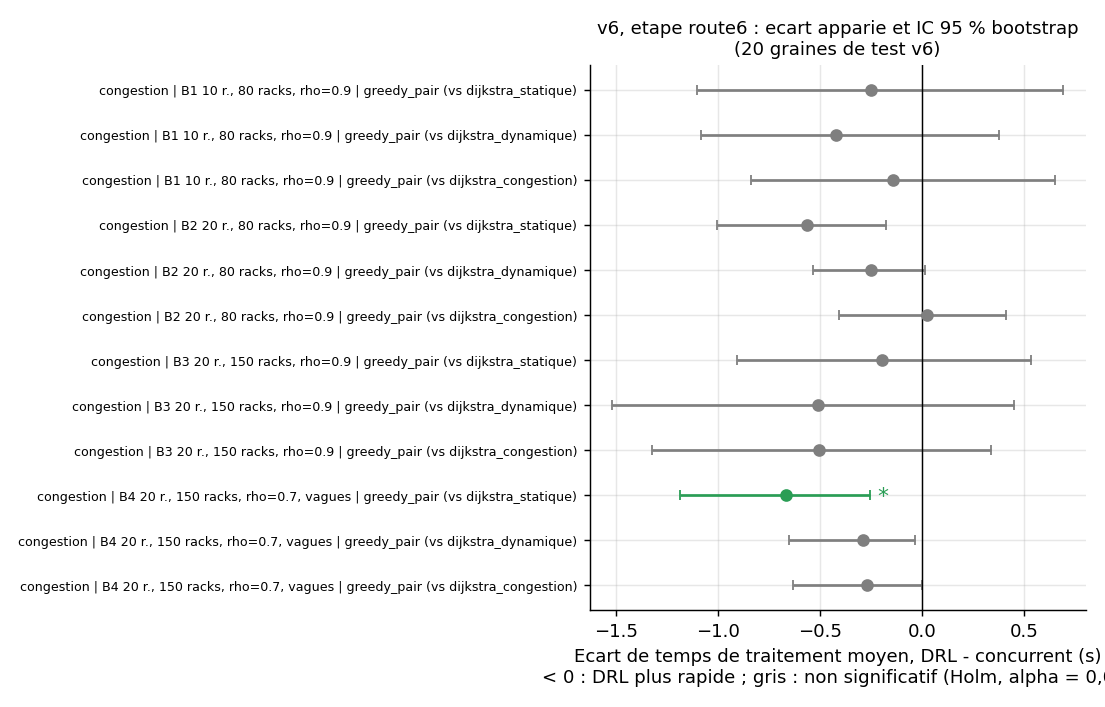 v6, etape route6 : ecart apparie et IC 95 % bootstrap
(20 graines de test v6)
congestion | B1 10 r., 80 racks, rho=0.9 | greedy_pair (vs dijkstra_statique)
congestion | B1 10 r., 80 racks, rho=0.9 | greedy_pair (vs dijkstra_dynamique)
congestion | B1 10 r., 80 racks, rho=0.9 | greedy_pair (vs dijkstra_congestion)
congestion | B2 20 r., 80 racks, rho=0.9 | greedy_pair (vs dijkstra_statique)
congestion | B2 20 r., 80 racks, rho=0.9 | greedy_pair (vs dijkstra_dynamique)
congestion | B2 20 r., 80 racks, rho=0.9 | greedy_pair (vs dijkstra_congestion)
congestion | B3 20 r., 150 racks, rho=0.9 | greedy_pair (vs dijkstra_statique)
congestion | B3 20 r., 150 racks, rho=0.9 | greedy_pair (vs dijkstra_dynamique)
congestion | B3 20 r., 150 racks, rho=0.9 | greedy_pair (vs dijkstra_congestion)
congestion | B4 20 r., 150 racks, rho=0.7, vagues | greedy_pair (vs dijkstra_statique)
*
congestion | B4 20 r., 150 racks, rho=0.7, vagues | greedy_pair (vs dijkstra_dynamique)
congestion | B4 20 r., 150 racks, rho=0.7, vagues | greedy_pair (vs dijkstra_congestion)
−1.5 −1.0 −0.5 0.0 0.5
Ecart de temps de traitement moyen, DRL - concurrent (s)
< 0 : DRL plus rapide ; gris : non significatif (Holm, alpha = 0,